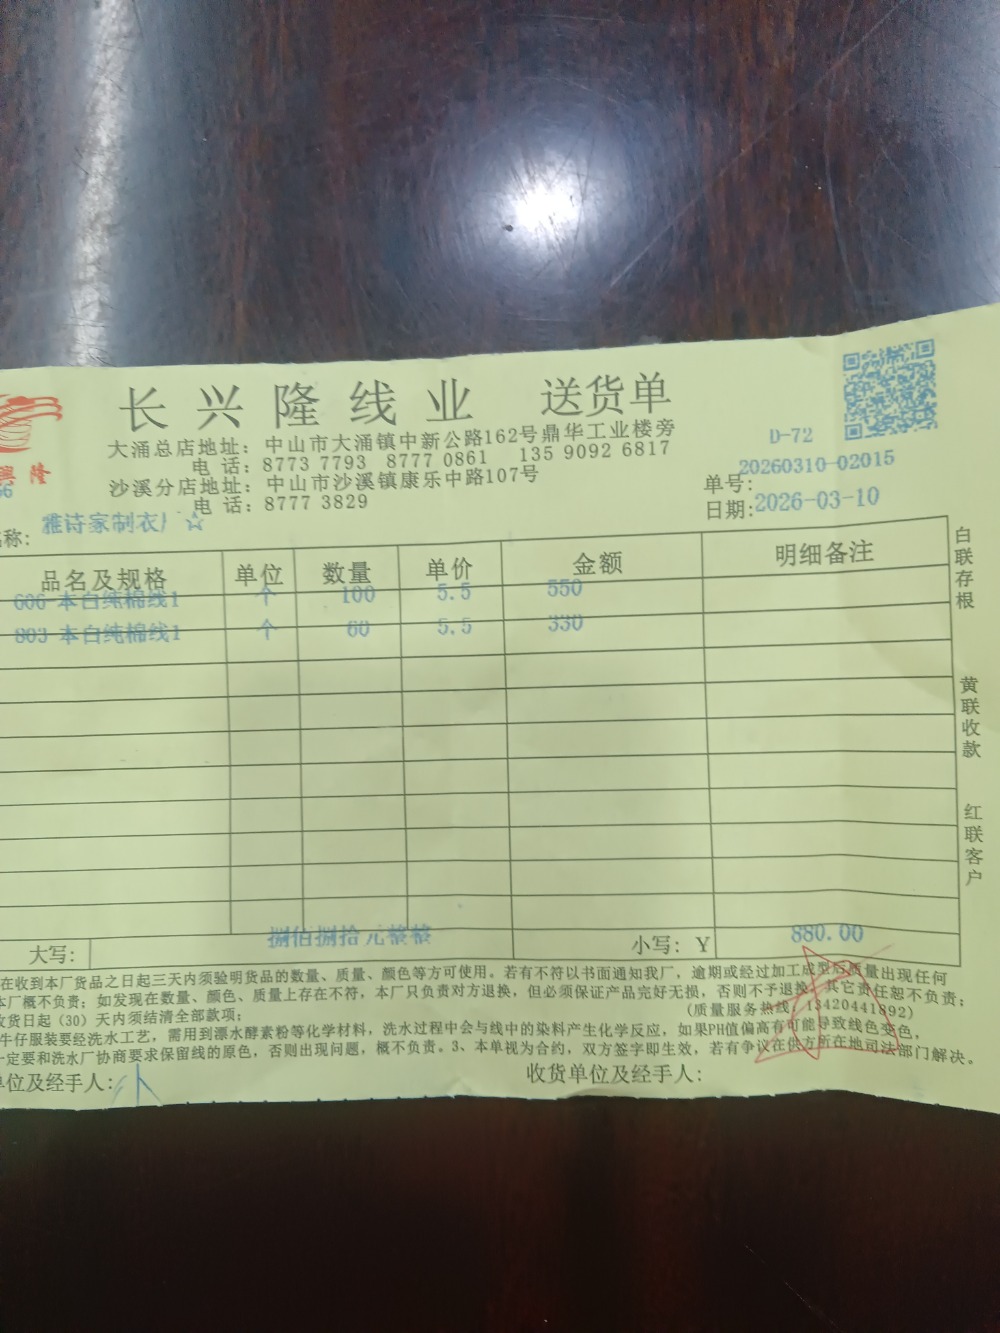 长兴隆线业 送货单
興隆
大涌总店地址：中山市大涌镇中新公路162号鼎华工业楼旁
电 话：8773 7793 8777 0861 135 9092 6817
沙溪分店地址：中山市沙溪镇康乐中路107号
电 话：8777 3829
D-72
单号：20260310-02015
日期：2026-03-10
称：雅诗家制衣厂 ☆
品名及规格 单位 数量 单价 金额 明细备注
606 本白纯棉线1 个 100 5.5 550
803 本白纯棉线1 个 60 5.5 330
白联存根
黄联收款
红联客户
大写： 捌佰捌拾元整整 小写：Y 880.00
在收到本厂货品之日起三天内须验明货品的数量、质量、颜色等方可使用。若有不符以书面通知我厂，逾期或经过加工成型后质量出现任何
本厂概不负责；如发现在数量、颜色、质量上存在不符，本厂只负责对方退换，但必须保证产品完好无损，否则不予退换，其它责任恕不负责；
收货日起（30）天内须结清全部款项； (质量服务热线：13420441892)
牛仔服装要经洗水工艺，需用到漂水酵素粉等化学材料，洗水过程中会与线中的染料产生化学反应，如果PH值偏高有可能导致线色变色，
一定要和洗水厂协商要求保留线的原色，否则出现问题，概不负责。3、本单视为合约，双方签字即生效，若有争议在供方所在地司法部门解决。
单位及经手人： 收货单位及经手人：